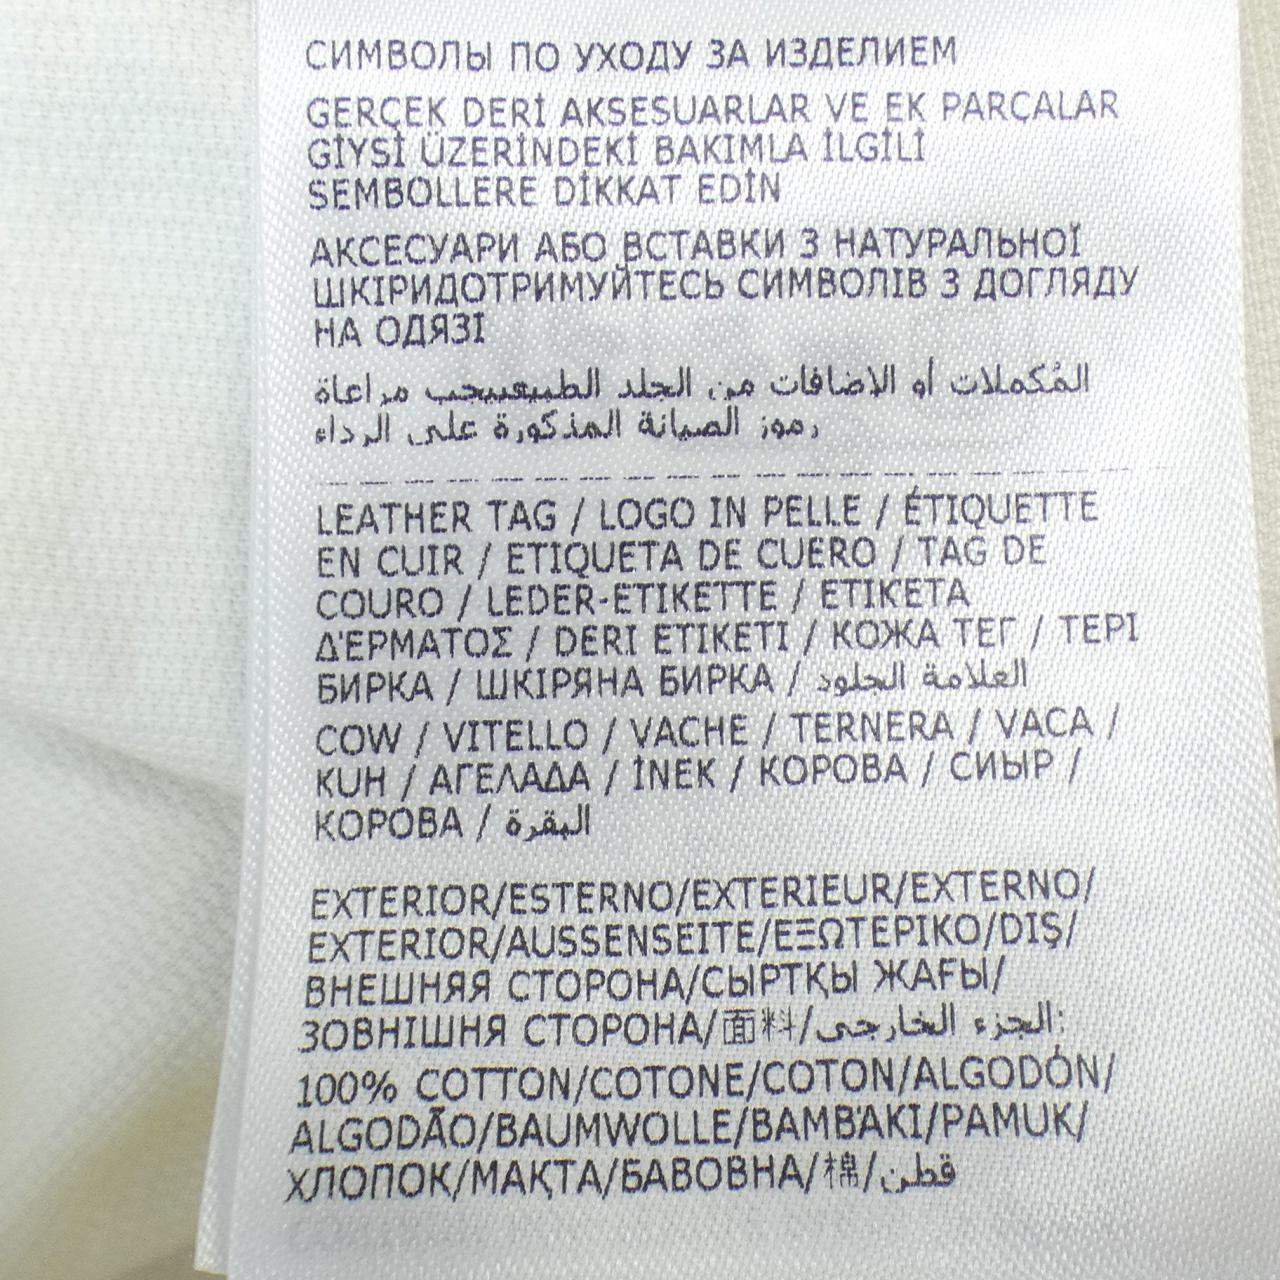 СИМВОЛЫ ПО УХОДУ ЗА ИЗДЕЛИЕМ
GERÇEK DERİ AKSESUARLAR VE EK PARÇALAR
GİYSİ ÜZERİNDEKİ BAKIMLA İLGİLİ
SEMBOLLERE DİKKAT EDİN
АКСЕСУАРИ АБО ВСТАВКИ З НАТУРАЛЬНОЇ
ШКІРИДОТРИМУЙТЕСЬ СИМВОЛІВ З ДОГЛЯДУ
НА ОДЯЗІ
المُكملات أو الإضافات من الجلد الطبيعييجب مراعاة
رموز الصيانة المذكورة على الرداء
LEATHER TAG / LOGO IN PELLE / ÉTIQUETTE
EN CUIR / ETIQUETA DE CUERO / TAG DE
COURO / LEDER-ETIKETTE / ETIKETA
Δ'ΕΡΜΑΤΟΣ / DERI ETIKETI / КОЖА ТЕГ / ТЕРІ
БИРКА / ШКІРЯНА БИРКА / العلامة الجلود
COW / VITELLO / VACHE / TERNERA / VACA /
KUH / ΑΓΕΛΑΔΑ / İNEK / КОРОВА / СИЫР /
КОРОВА / البقرة
EXTERIOR/ESTERNO/EXTERIEUR/EXTERNO/
EXTERIOR/AUSSENSEITE/ΕΞΩΤΕΡΙΚΟ/DIŞ/
ВНЕШНЯЯ СТОРОНА/СЫРТҚЫ ЖАҒЫ/
ЗОВНІШНЯ СТОРОНА/面料/الجزء الخارجي:
100% COTTON/COTONE/COTON/ALGODÓN/
ALGODÃO/BAUMWOLLE/ΒΑΜΒ'ΑΚΙ/PAMUK/
ХЛОПОК/МАҚТА/БАВОВНА/棉/قطن